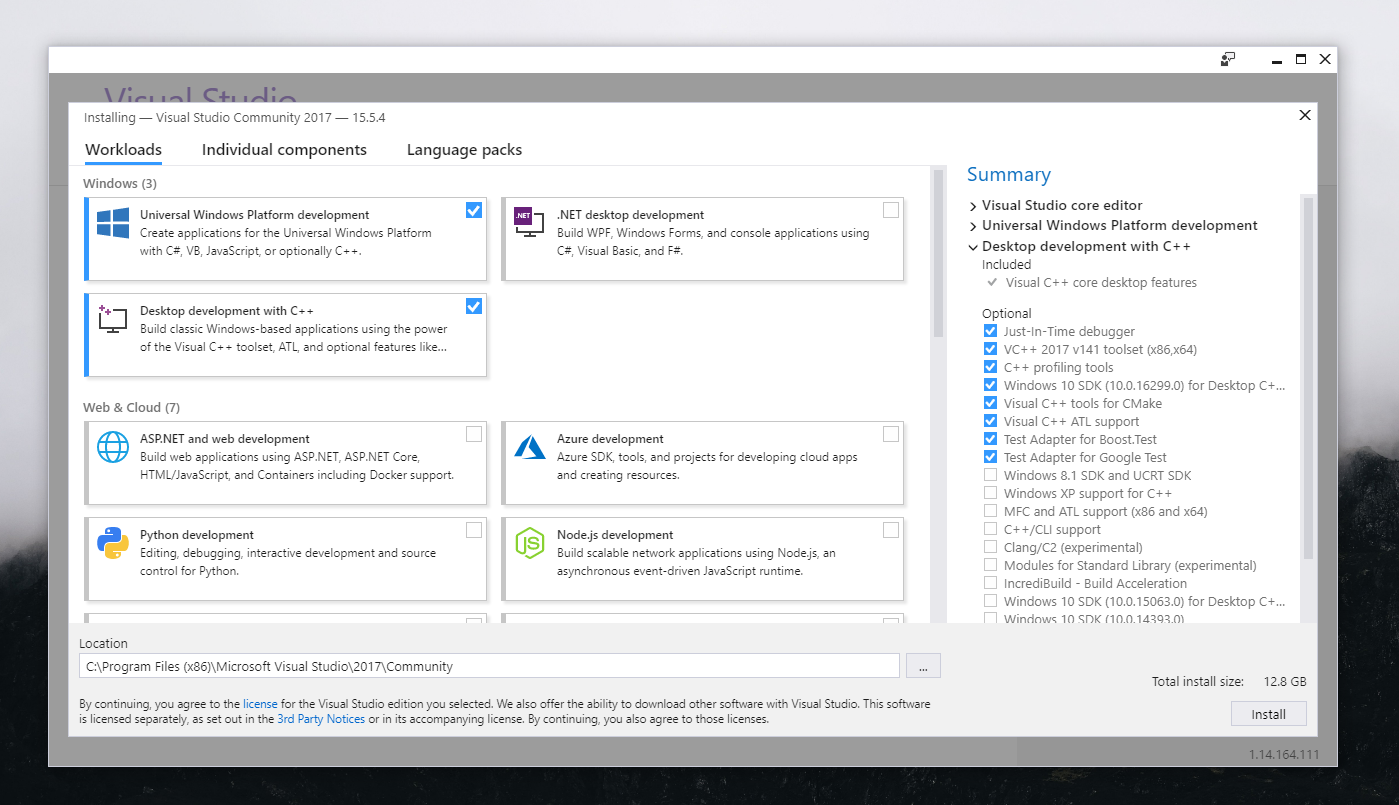 Visual Studio
Installing — Visual Studio Community 2017 — 15.5.4
Workloads
Individual components
Language packs
Windows (3)
Universal Windows Platform development
Create applications for the Universal Windows Platform
with C#, VB, JavaScript, or optionally C++.
.NET
.NET desktop development
Build WPF, Windows Forms, and console applications using
C#, Visual Basic, and F#.
Desktop development with C++
Build classic Windows-based applications using the power
of the Visual C++ toolset, ATL, and optional features like...
Web & Cloud (7)
ASP.NET and web development
Build web applications using ASP.NET, ASP.NET Core,
HTML/JavaScript, and Containers including Docker support.
Azure development
Azure SDK, tools, and projects for developing cloud apps
and creating resources.
Python development
Editing, debugging, interactive development and source
control for Python.
JS
Node.js development
Build scalable network applications using Node.js, an
asynchronous event-driven JavaScript runtime.
Summary
Visual Studio core editor
Universal Windows Platform development
Desktop development with C++
Included
Visual C++ core desktop features
Optional
Just-In-Time debugger
VC++ 2017 v141 toolset (x86,x64)
C++ profiling tools
Windows 10 SDK (10.0.16299.0) for Desktop C+...
Visual C++ tools for CMake
Visual C++ ATL support
Test Adapter for Boost.Test
Test Adapter for Google Test
Windows 8.1 SDK and UCRT SDK
Windows XP support for C++
MFC and ATL support (x86 and x64)
C++/CLI support
Clang/C2 (experimental)
Modules for Standard Library (experimental)
IncrediBuild - Build Acceleration
Windows 10 SDK (10.0.15063.0) for Desktop C+...
Windows 10 SDK (10.0.14393.0)
Location
C:\Program Files (x86)\Microsoft Visual Studio\2017\Community
...
By continuing, you agree to the license for the Visual Studio edition you selected. We also offer the ability to download other software with Visual Studio. This software
is licensed separately, as set out in the 3rd Party Notices or in its accompanying license. By continuing, you also agree to those licenses.
Total install size: 12.8 GB
Install
1.14.164.111